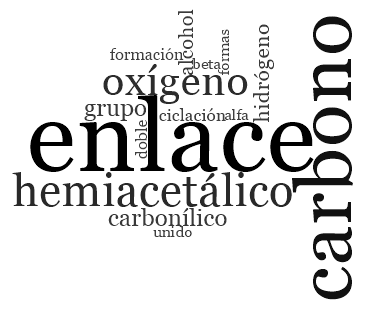 alcohol
formas
hidrógeno
carbono
formación
beta
oxígeno
grupo
doble
ciclación
alfa
enlace
hemiacetálico
carbonílico
unido